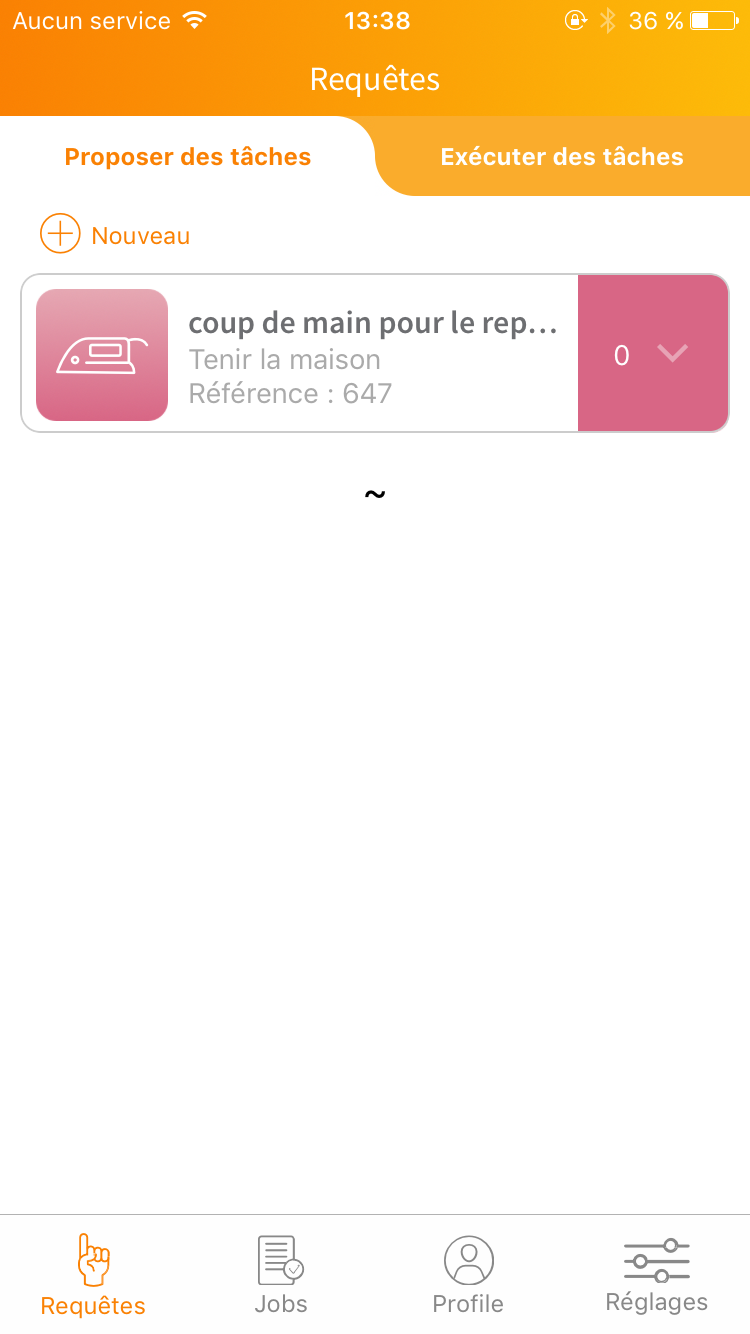 Aucun service 13:38 36 %
Requêtes
Proposer des tâches Exécuter des tâches
Nouveau
coup de main pour le rep...
Tenir la maison
Référence : 647
0
~
Requêtes Jobs Profile Réglages